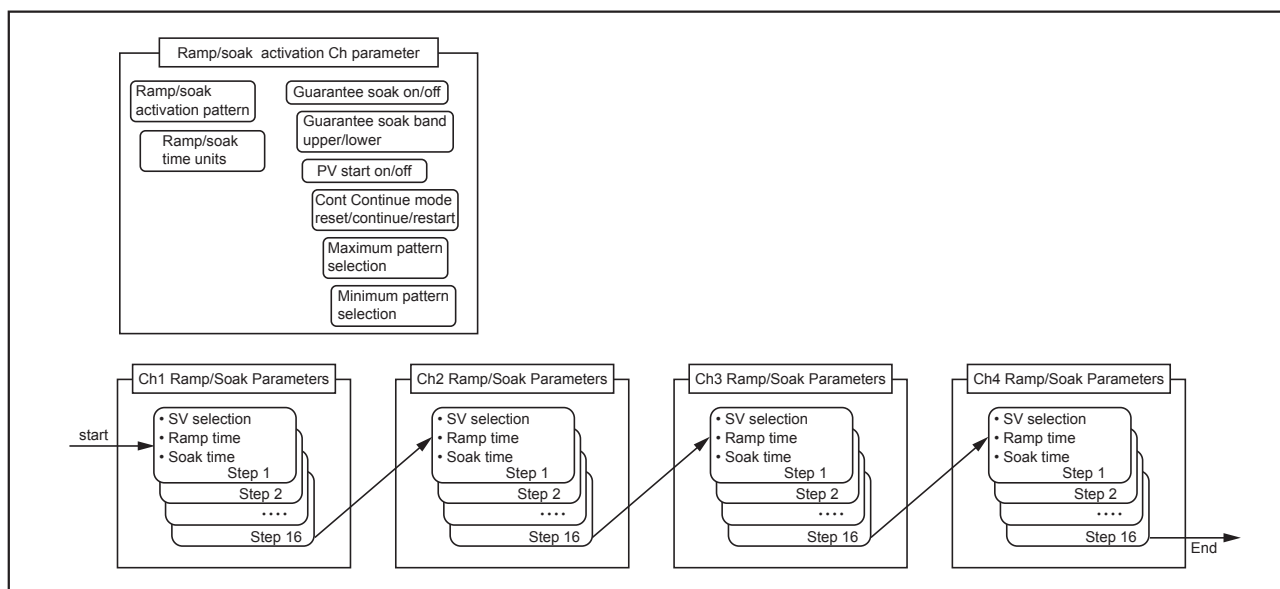 Ramp/soak activation Ch parameter
Ramp/soak
activation pattern
Ramp/soak
time units
Guarantee soak on/off
Guarantee soak band
upper/lower
PV start on/off
Cont Continue mode
reset/continue/restart
Maximum pattern
selection
Minimum pattern
selection
start
Ch1 Ramp/Soak Parameters
• SV selection
• Ramp time
• Soak time
Step 1
Step 2
....
Step 16
Ch2 Ramp/Soak Parameters
• SV selection
• Ramp time
• Soak time
Step 1
Step 2
....
Step 16
Ch3 Ramp/Soak Parameters
• SV selection
• Ramp time
• Soak time
Step 1
Step 2
....
Step 16
Ch4 Ramp/Soak Parameters
• SV selection
• Ramp time
• Soak time
Step 1
Step 2
....
Step 16
End